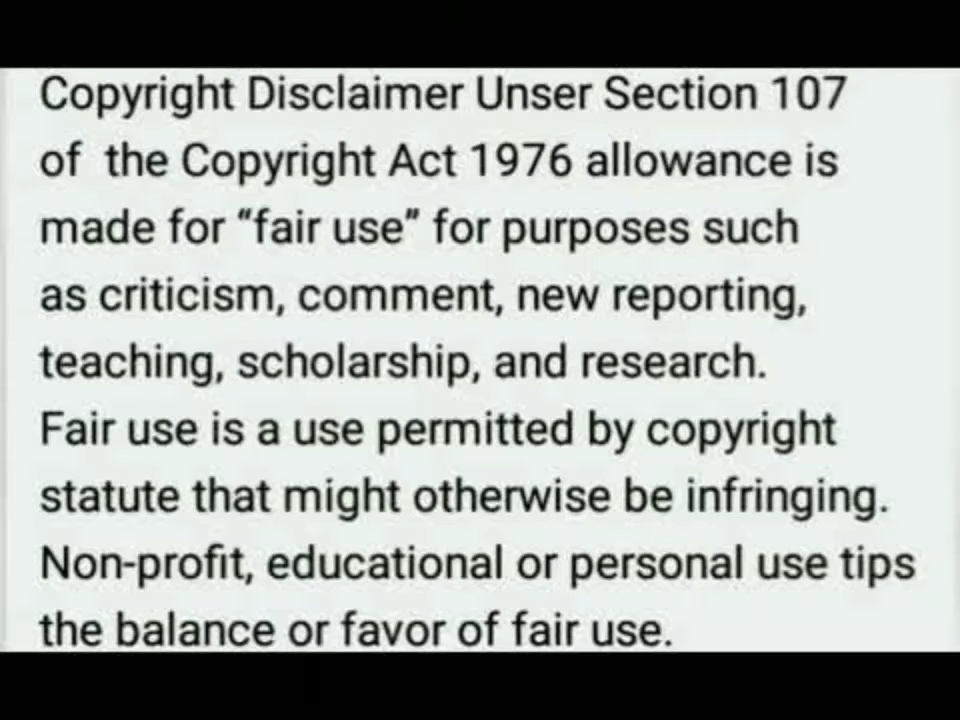 Copyright Disclaimer Unser Section 107
of the Copyright Act 1976 allowance is
made for “fair use” for purposes such
as criticism, comment, new reporting,
teaching, scholarship, and research.
Fair use is a use permitted by copyright
statute that might otherwise be infringing.
Non-profit, educational or personal use tips
the balance or favor of fair use.